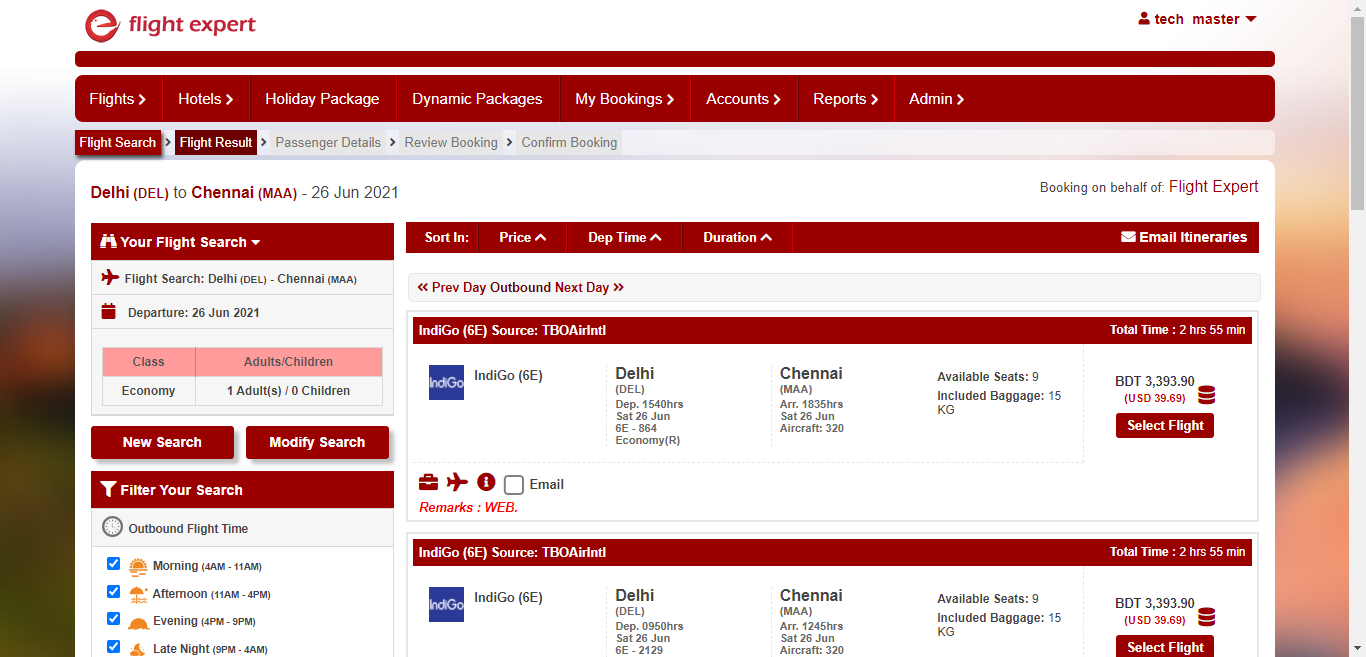 flight expert
tech master
Flights
Hotels
Holiday Package
Dynamic Packages
My Bookings
Accounts
Reports
Admin
Flight Search
Flight Result
Passenger Details
Review Booking
Confirm Booking
Delhi (DEL) to Chennai (MAA) - 26 Jun 2021
Booking on behalf of: Flight Expert
Your Flight Search
Flight Search: Delhi (DEL) - Chennai (MAA)
Departure: 26 Jun 2021
Class Adults/Children
Economy 1 Adult(s) / 0 Children
New Search
Modify Search
Filter Your Search
Outbound Flight Time
Morning (4AM - 11AM)
Afternoon (11AM - 4PM)
Evening (4PM - 9PM)
Late Night (9PM - 4AM)
Sort In:
Price
Dep Time
Duration
Email Itineraries
Prev Day Outbound Next Day
IndiGo (6E) Source: TBOAirIntl
Total Time : 2 hrs 55 min
IndiGo
IndiGo (6E)
Delhi
(DEL)
Dep. 1540hrs
Sat 26 Jun
6E - 864
Economy(R)
Chennai
(MAA)
Arr. 1835hrs
Sat 26 Jun
Aircraft: 320
Available Seats: 9
Included Baggage: 15
KG
BDT 3,393.90
(USD 39.69)
Select Flight
Email
Remarks : WEB.
IndiGo (6E) Source: TBOAirIntl
Total Time : 2 hrs 55 min
IndiGo
IndiGo (6E)
Delhi
(DEL)
Dep. 0950hrs
Sat 26 Jun
6E - 2129
Chennai
(MAA)
Arr. 1245hrs
Sat 26 Jun
Aircraft: 320
Available Seats: 9
Included Baggage: 15
KG
BDT 3,393.90
(USD 39.69)
Select Flight